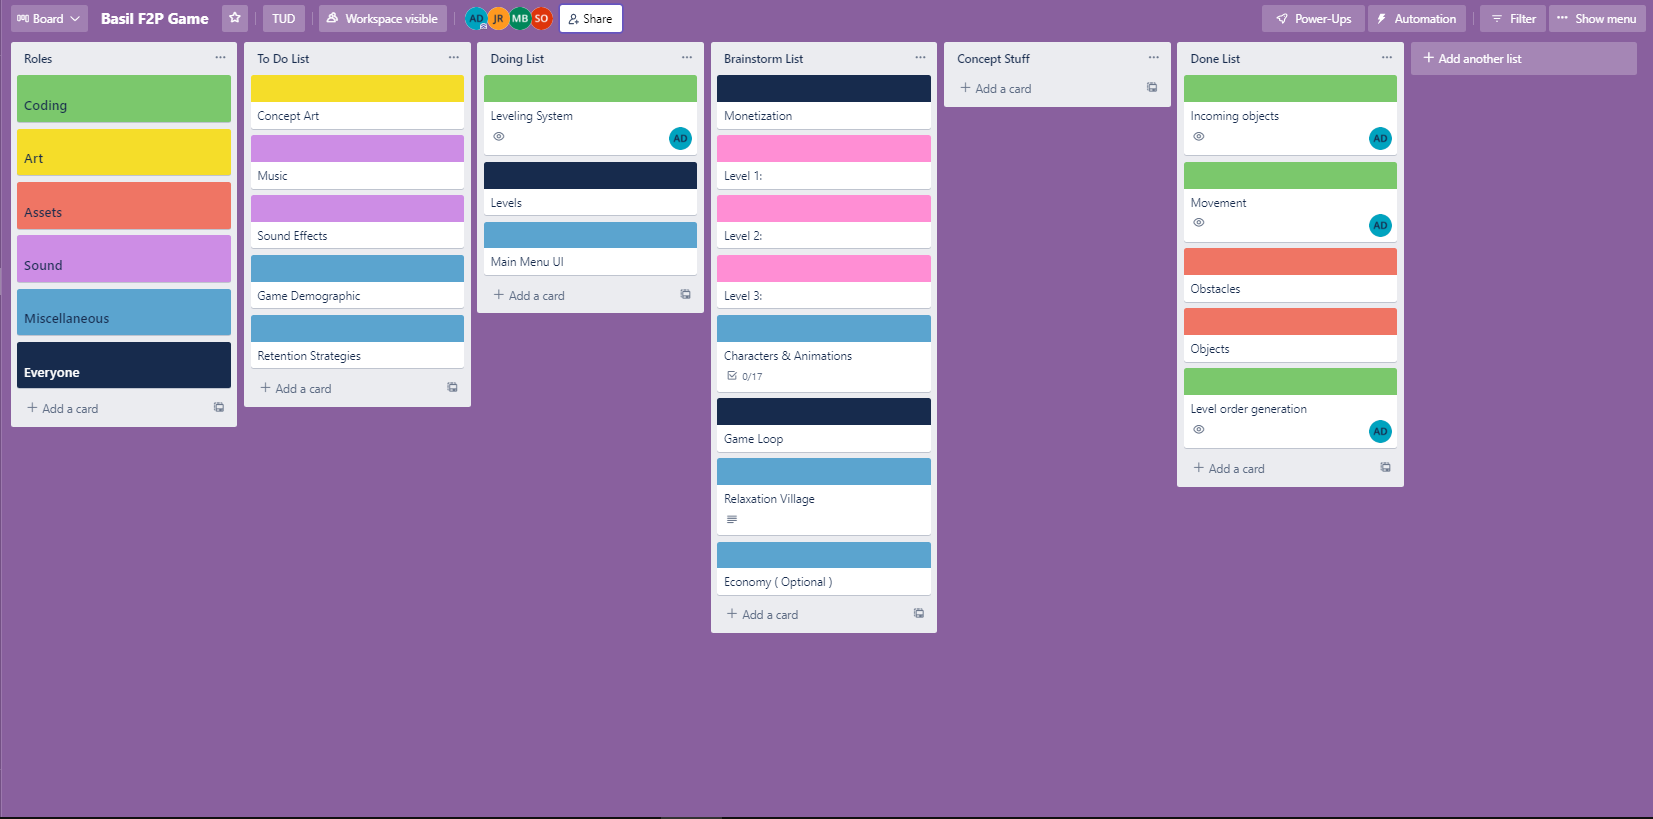 Board
Basil F2P Game
TUD
Workspace visible
AD JR MB SO
Share
Power-Ups
Automation
Filter
Show menu
Roles
Coding
Art
Assets
Sound
Miscellaneous
Everyone
Add a card
To Do List
Concept Art
Music
Sound Effects
Game Demographic
Retention Strategies
Add a card
Doing List
Leveling System
AD
Levels
Main Menu UI
Add a card
Brainstorm List
Monetization
Level 1:
Level 2:
Level 3:
Characters & Animations
0/17
Game Loop
Relaxation Village
Economy ( Optional )
Add a card
Concept Stuff
Add a card
Done List
Incoming objects
AD
Movement
AD
Obstacles
Objects
Level order generation
AD
Add a card
Add another list